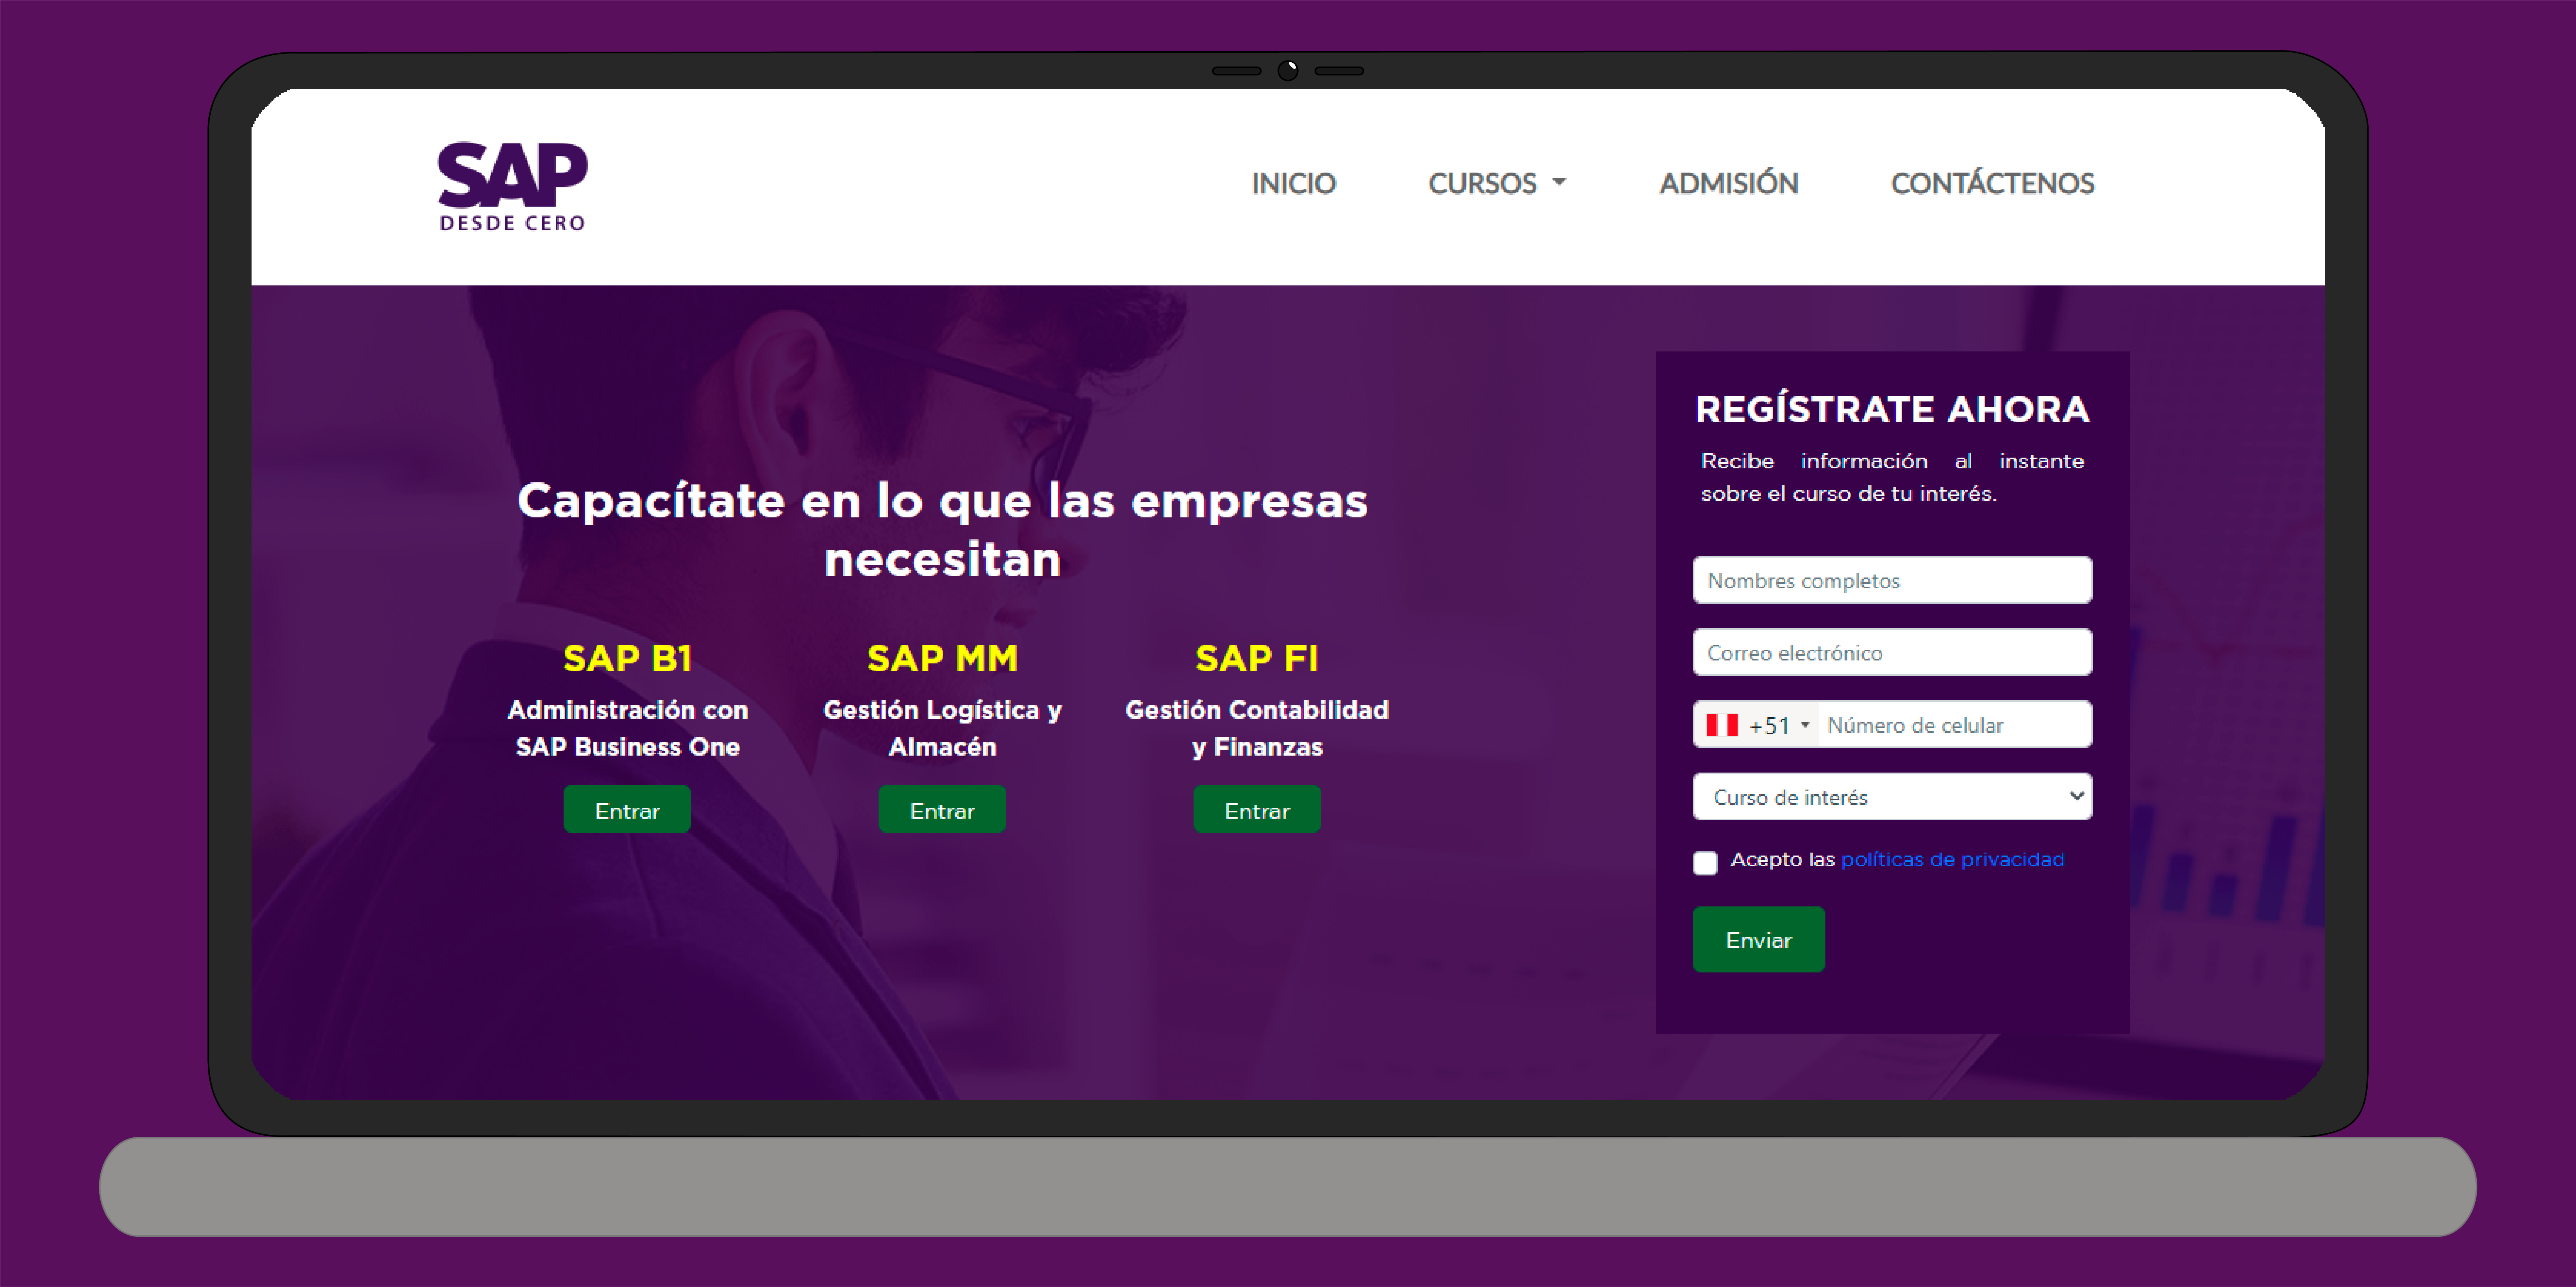 SAP
DESDE CERO
INICIO
CURSOS
ADMISIÓN
CONTÁCTENOS
Capacítate en lo que las empresas
necesitan
SAP B1
Administración con
SAP Business One
Entrar
SAP MM
Gestión Logística y
Almacén
Entrar
SAP FI
Gestión Contabilidad
y Finanzas
Entrar
REGÍSTRATE AHORA
Recibe información al instante
sobre el curso de tu interés.
Nombres completos
Correo electrónico
+51 Número de celular
Curso de interés
Acepto las políticas de privacidad
Enviar